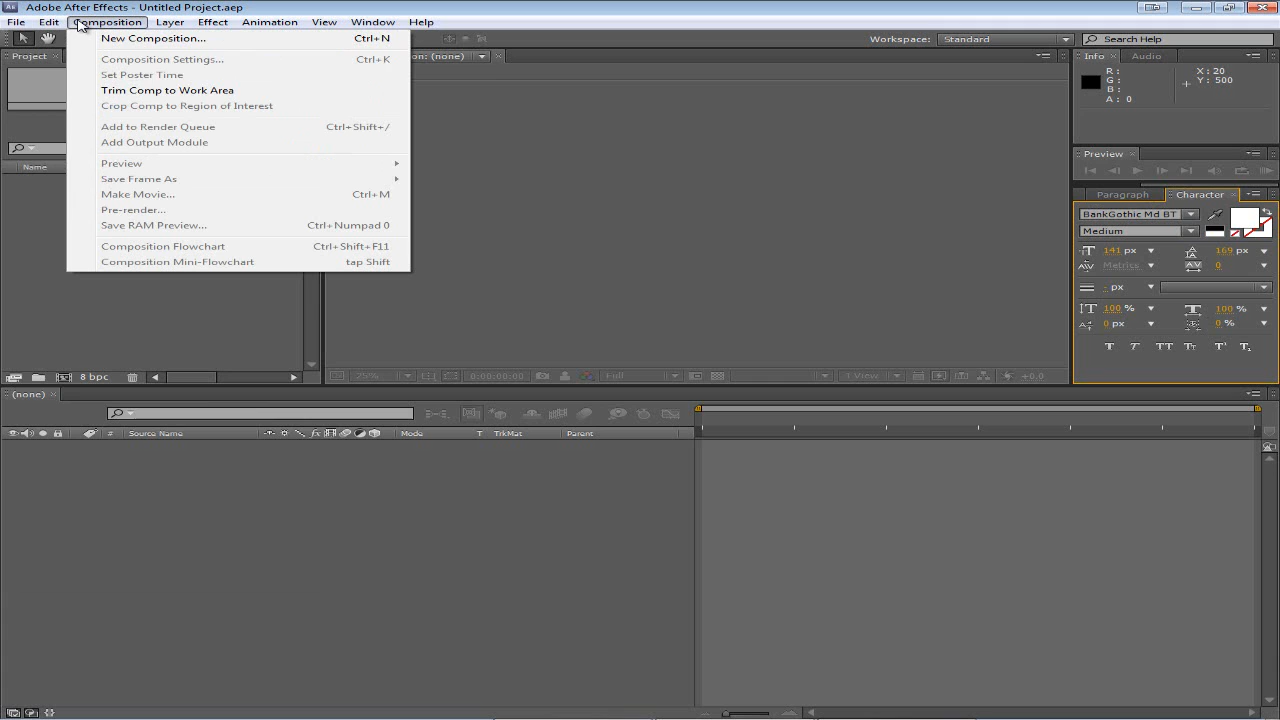 Adobe After Effects - Untitled Project.aep
File Edit Composition Layer Effect Animation View Window Help
New Composition... Ctrl+N
Composition Settings... Ctrl+K
Set Poster Time
Trim Comp to Work Area
Crop Comp to Region of Interest
Add to Render Queue Ctrl+Shift+/
Add Output Module
Preview
Save Frame As
Make Movie... Ctrl+M
Pre-render...
Save RAM Preview... Ctrl+Numpad 0
Composition Flowchart Ctrl+Shift+F11
Composition Mini-Flowchart tap Shift
Workspace: Standard Search Help
Project
on: (none)
Name
8 bpc
25% 0:00:00:00 Full 1 View +0.0
Info Audio
R: X: 20
G: Y: 500
B:
A: 0
Preview
Paragraph Character
BankGothic Md BT
Medium
141 px 169 px
Metrics 0
- px
100 % 100 %
0 px 0 %
T T TT Tt T¹ T₁
(none)
# Source Name Mode T TrkMat Parent